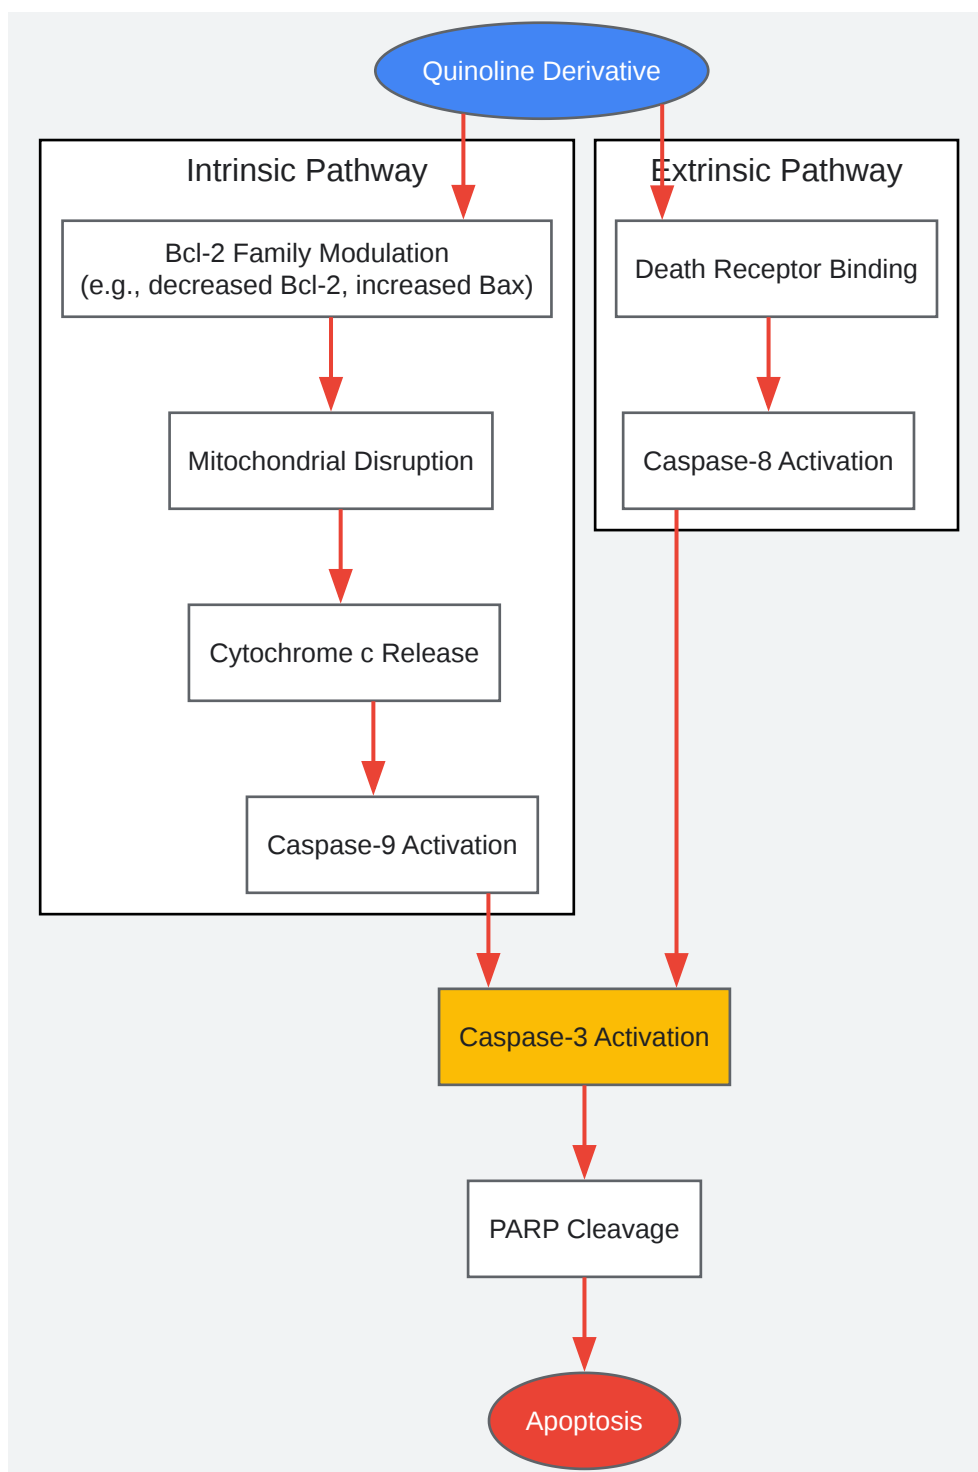 Quinoline Derivative
Intrinsic Pathway
Bcl-2 Family Modulation
(e.g., decreased Bcl-2, increased Bax)
Mitochondrial Disruption
Cytochrome c Release
Caspase-9 Activation
Extrinsic Pathway
Death Receptor Binding
Caspase-8 Activation
Caspase-3 Activation
PARP Cleavage
Apoptosis